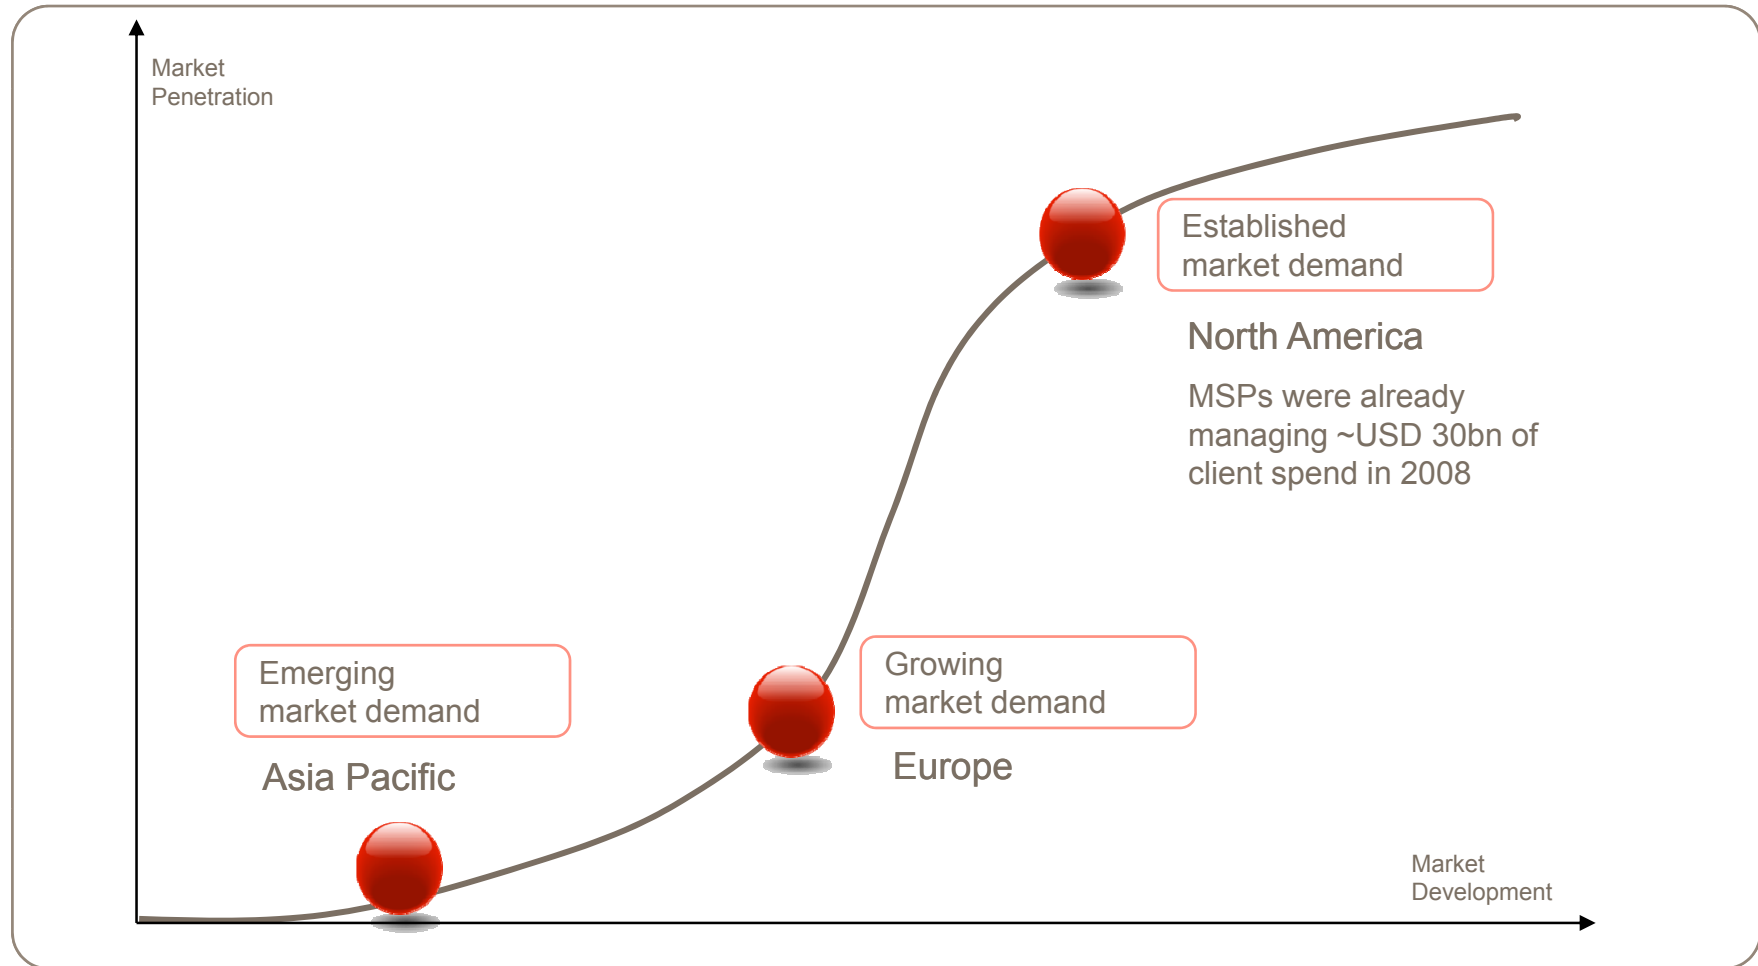 Market
Penetration
Established
market demand
North America
MSPs were already
managing ~USD 30bn of
client spend in 2008
Emerging
market demand
Asia Pacific
Growing
market demand
Europe
Market
Development